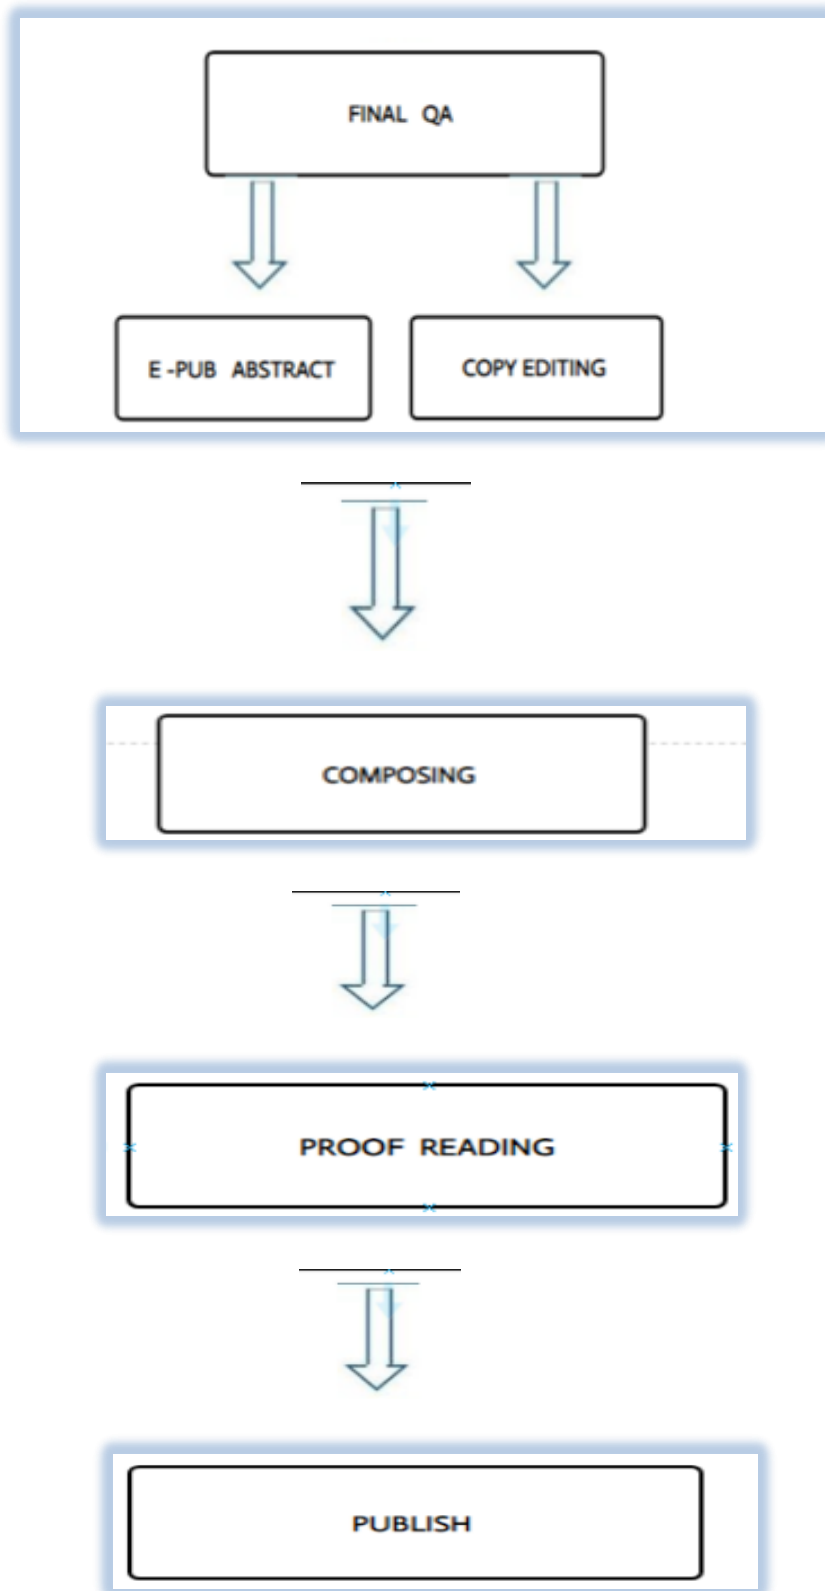 FINAL QA
E -PUB ABSTRACT
COPY EDITING
COMPOSING
PROOF READING
PUBLISH